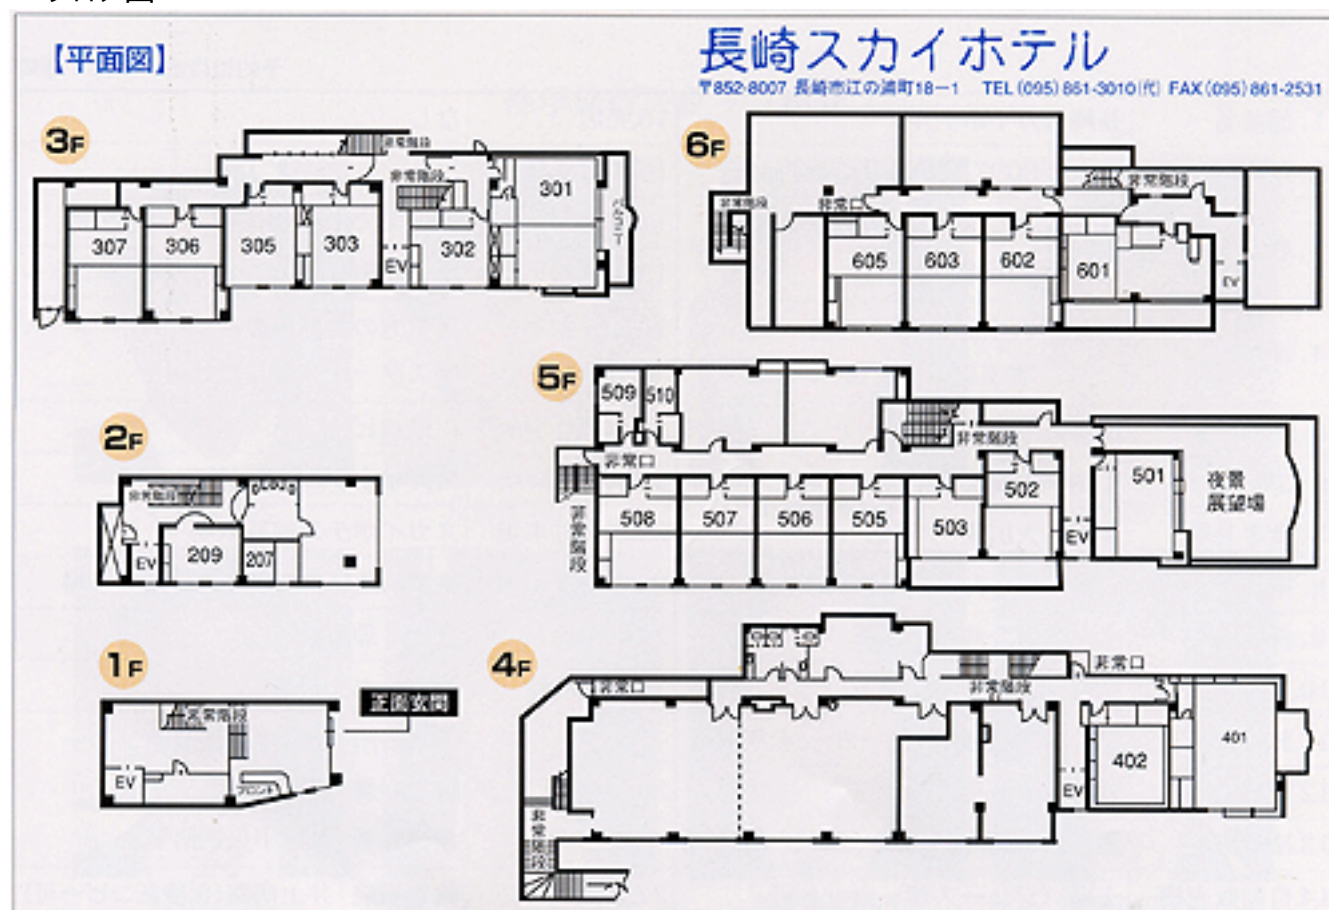 【平面図】
長崎スカイホテル
〒852-8007 長崎市江の浦町18-1 TEL(095)861-3010(代) FAX(095)861-2531
3F
非常階段
非常階段
301
302
303
305
306
307
EV
6F
非常階段
非常口
非常階段
605
603
602
601
EV
5F
509
510
非常口
非常階段
非常階段
508
507
506
505
503
502
501
EV
夜景
展望場
2F
非常階段
EV
209
207
1F
正面玄関
非常階段
EV
フロント
4F
非常口
非常階段
非常口
非常階段
EV
402
401